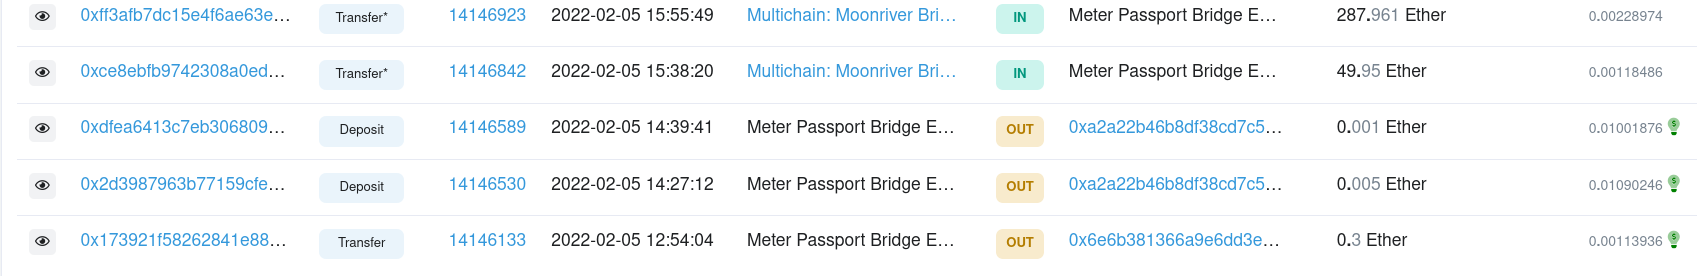 0xff3afb7dc15e4f6ae63e... Transfer* 14146923 2022-02-05 15:55:49 Multichain: Moonriver Bri... IN Meter Passport Bridge E... 287.961 Ether 0.00228974
0xce8ebfb9742308a0ed... Transfer* 14146842 2022-02-05 15:38:20 Multichain: Moonriver Bri... IN Meter Passport Bridge E... 49.95 Ether 0.00118486
0xdfea6413c7eb306809... Deposit 14146589 2022-02-05 14:39:41 Meter Passport Bridge E... OUT 0xa2a22b46b8df38cd7c5... 0.001 Ether 0.01001876
0x2d3987963b77159cfe... Deposit 14146530 2022-02-05 14:27:12 Meter Passport Bridge E... OUT 0xa2a22b46b8df38cd7c5... 0.005 Ether 0.01090246
0x173921f58262841e88... Transfer 14146133 2022-02-05 12:54:04 Meter Passport Bridge E... OUT 0x6e6b381366a9e6dd3e... 0.3 Ether 0.00113936